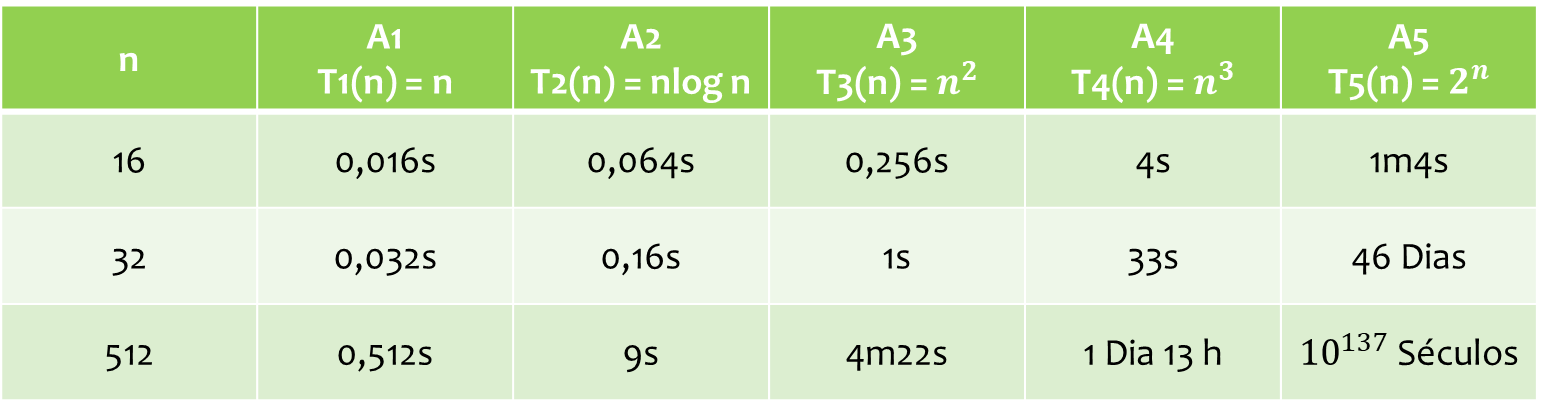 n | A1 | A2 | A3 | A4 | A5
T1(n) = n | T2(n) = nlog n | T3(n) = n² | T4(n) = n³ | T5(n) = 2ⁿ
16 | 0,016s | 0,064s | 0,256s | 4s | 1m4s
32 | 0,032s | 0,16s | 1s | 33s | 46 Dias
512 | 0,512s | 9s | 4m22s | 1 Dia 13 h | 10¹³⁷ Séculos